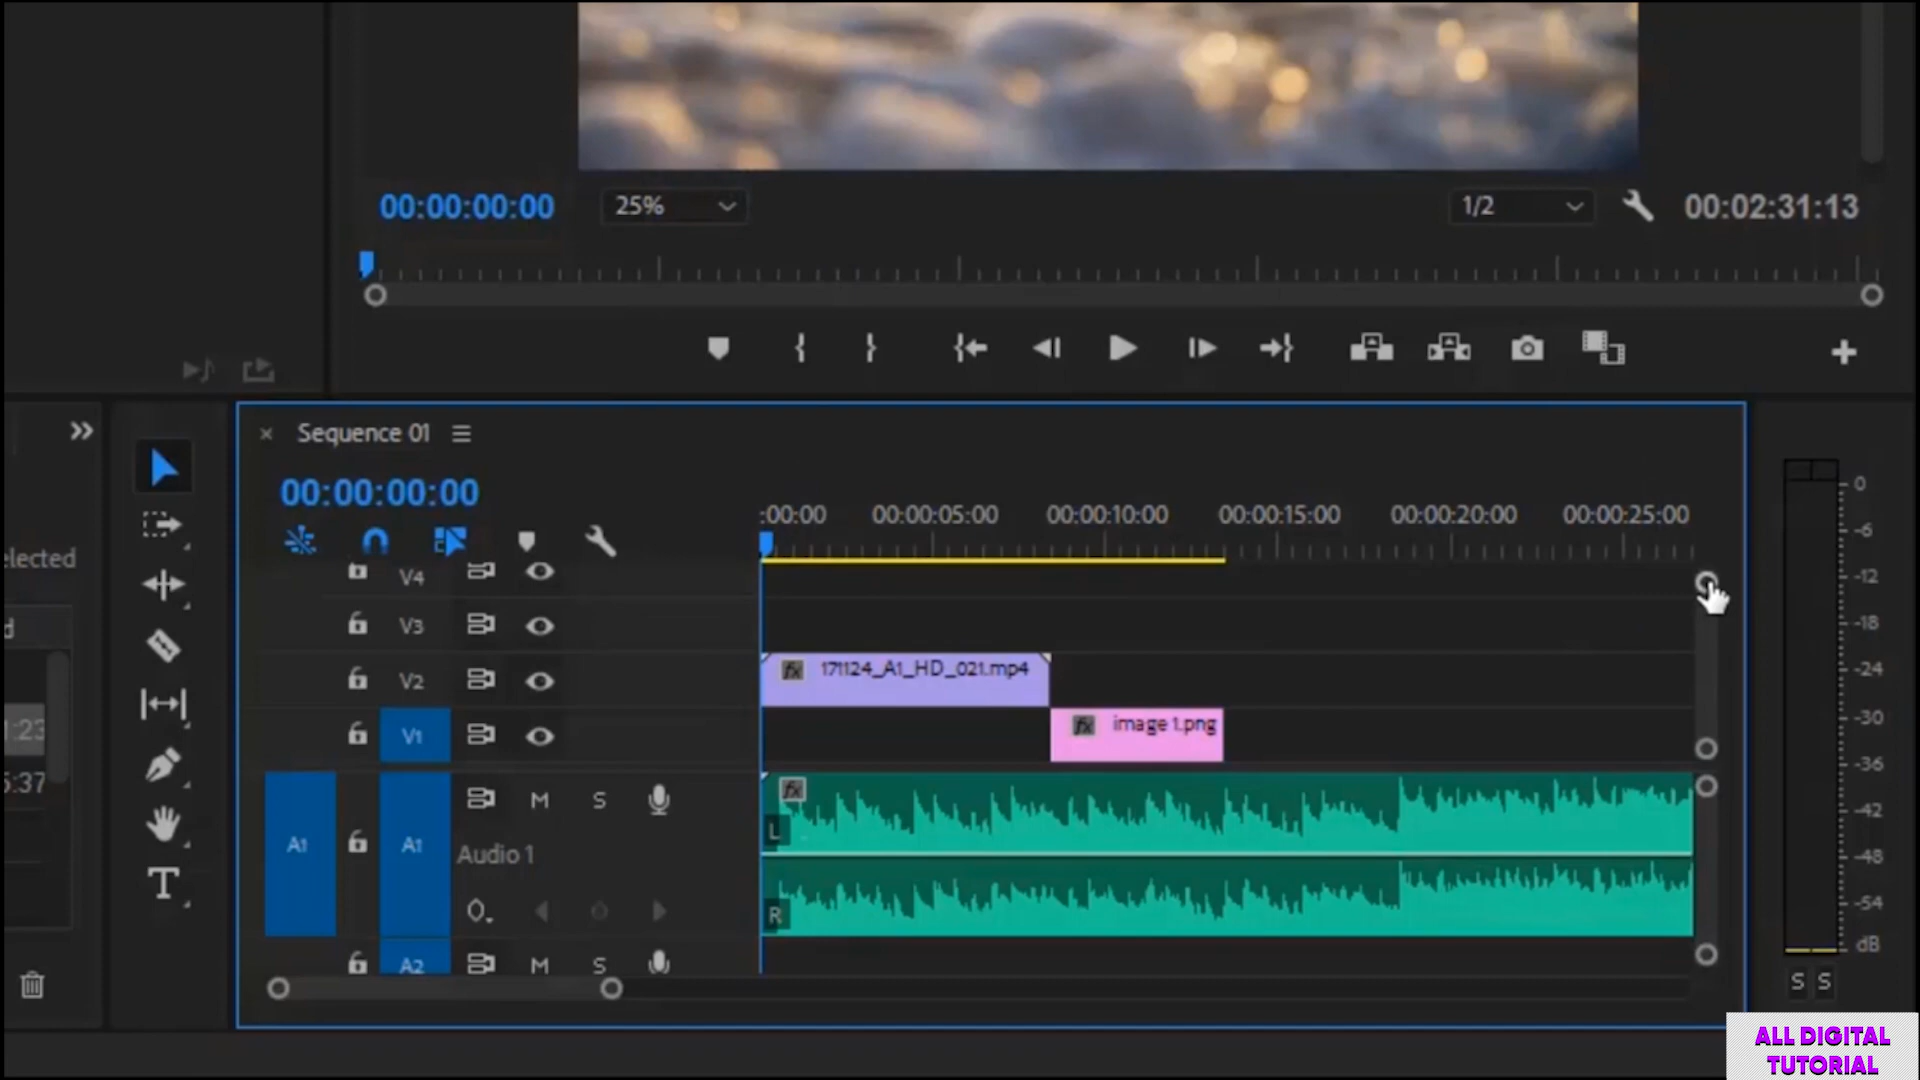 00:00:00:00
25%
1/2
00:02:31:13
Sequence 01
00:00:00:00
:00:00
00:00:05:00
00:00:10:00
00:00:15:00
00:00:20:00
00:00:25:00
elected
d
1:23
5:37
V4
V3
V2
171124_A1_HD_021.mp4
V1
image 1.png
A1
A1
M
S
Audio 1
L
R
A2
M
S
0
-6
-12
-18
-24
-30
-36
-42
-48
-54
dB
S
S
ALL DIGITAL
TUTORIAL